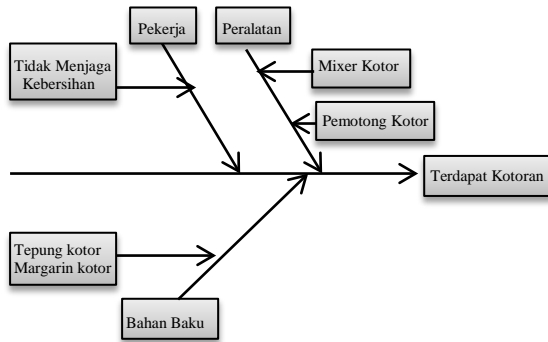 Pekerja
Peralatan
Tidak Menjaga
Kebersihan
Mixer Kotor
Pemotong Kotor
Terdapat Kotoran
Tepung kotor
Margarin kotor
Bahan Baku